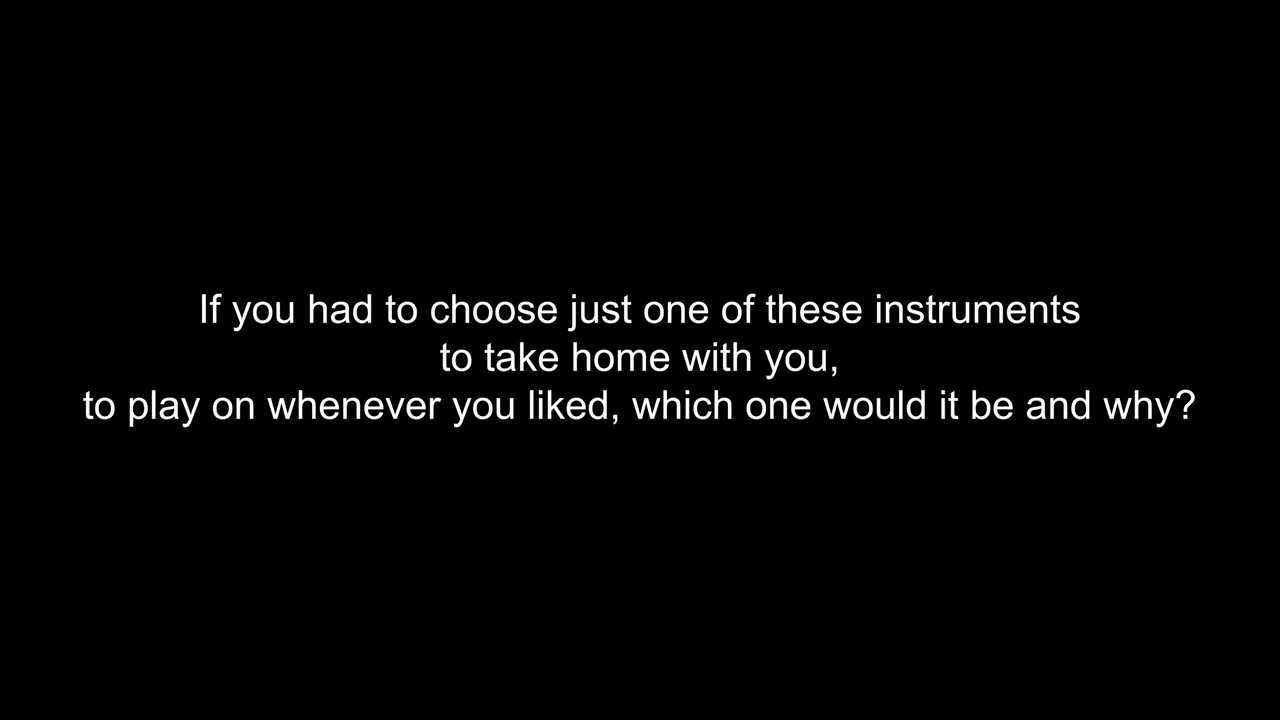 If you had to choose just one of these instruments
to take home with you,
to play on whenever you liked, which one would it be and why?